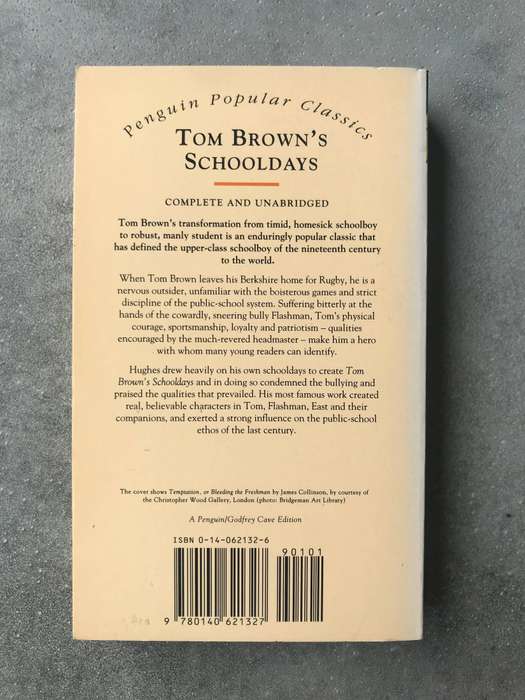 Penguin Popular Classics
TOM BROWN'S
SCHOOLDAYS
COMPLETE AND UNABRIDGED
Tom Brown's transformation from timid, homesick schoolboy
to robust, manly student is an enduringly popular classic that
has defined the upper-class schoolboy of the nineteenth century
to the world.
When Tom Brown leaves his Berkshire home for Rugby, he is a
nervous outsider, unfamiliar with the boisterous games and strict
discipline of the public-school system. Suffering bitterly at the
hands of the cowardly, sneering bully Flashman, Tom's physical
courage, sportsmanship, loyalty and patriotism – qualities
encouraged by the much-revered headmaster – make him a hero
with whom many young readers can identify.
Hughes drew heavily on his own schooldays to create Tom
Brown's Schooldays and in doing so condemned the bullying and
praised the qualities that prevailed. His most famous work created
real, believable characters in Tom, Flashman, East and their
companions, and exerted a strong influence on the public-school
ethos of the last century.
The cover shows Temptation, or Bleeding the Freshman by James Collinson, by courtesy of
the Christopher Wood Gallery, London (photo: Bridgeman Art Library)
A Penguin/Godfrey Cave Edition
ISBN 0-14-062132-6
90101
9 780140 621327